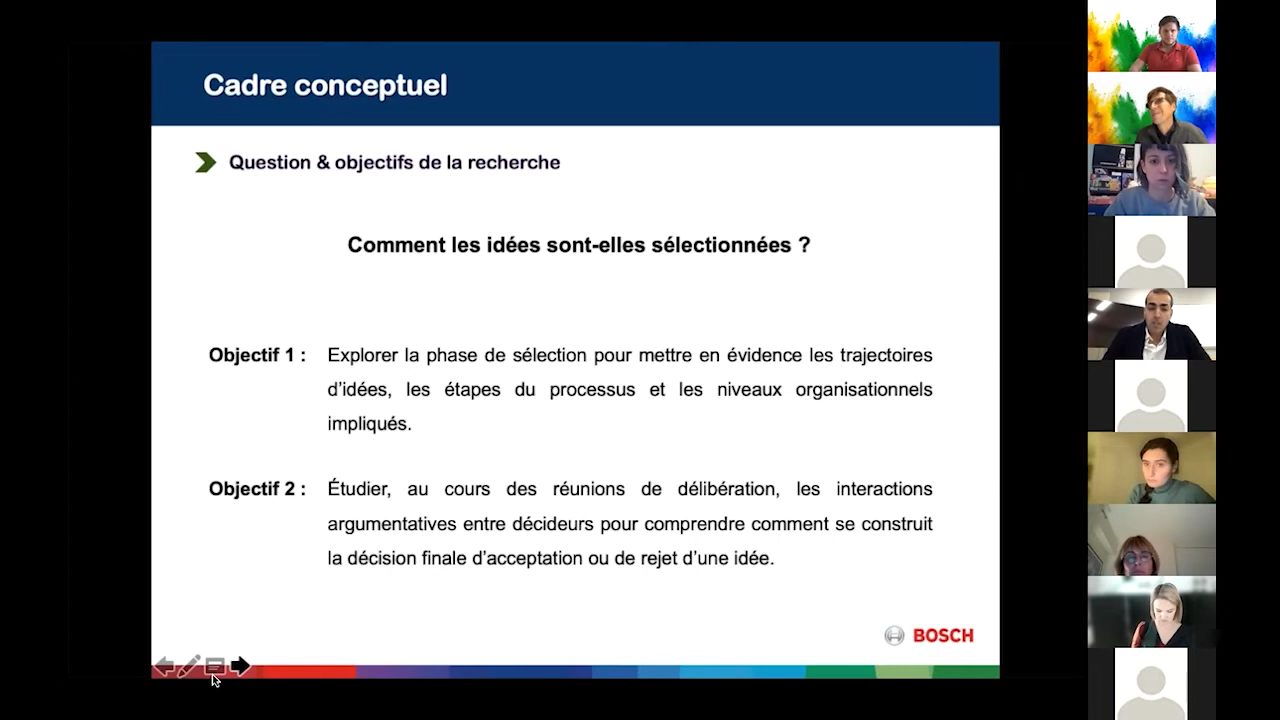 Cadre conceptuel
Question & objectifs de la recherche
Comment les idées sont-elles sélectionnées ?
Objectif 1 : Explorer la phase de sélection pour mettre en évidence les trajectoires
d’idées, les étapes du processus et les niveaux organisationnels
impliqués.
Objectif 2 : Étudier, au cours des réunions de délibération, les interactions
argumentatives entre décideurs pour comprendre comment se construit
la décision finale d’acceptation ou de rejet d’une idée.
BOSCH